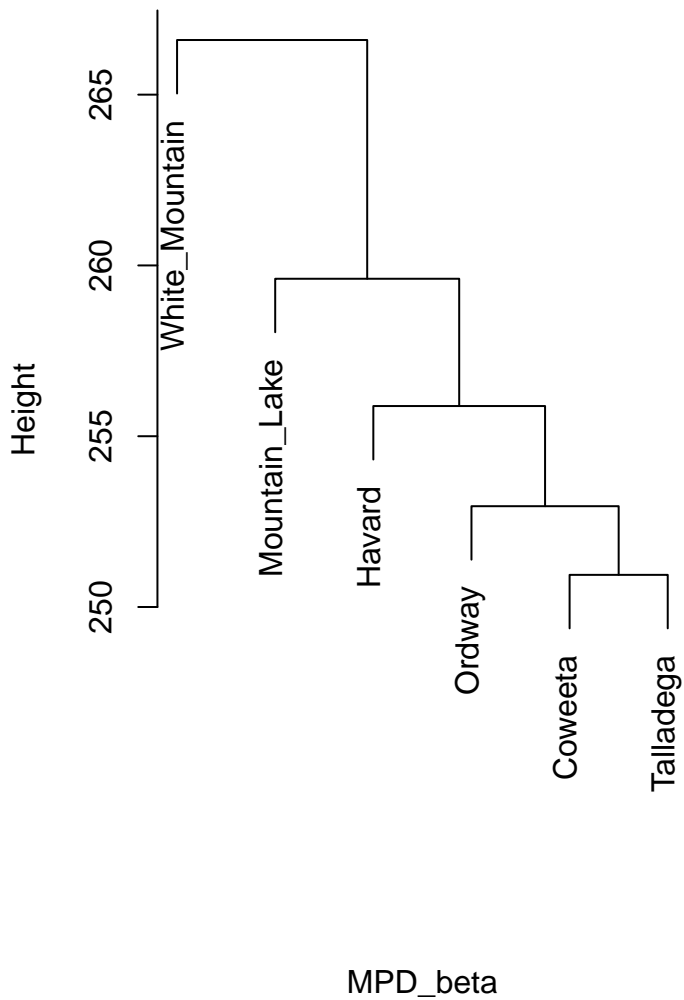 Height
265
260
255
250
White_Mountain
Mountain_Lake
Havard
Ordway
Coweeta
Talladega
MPD_beta